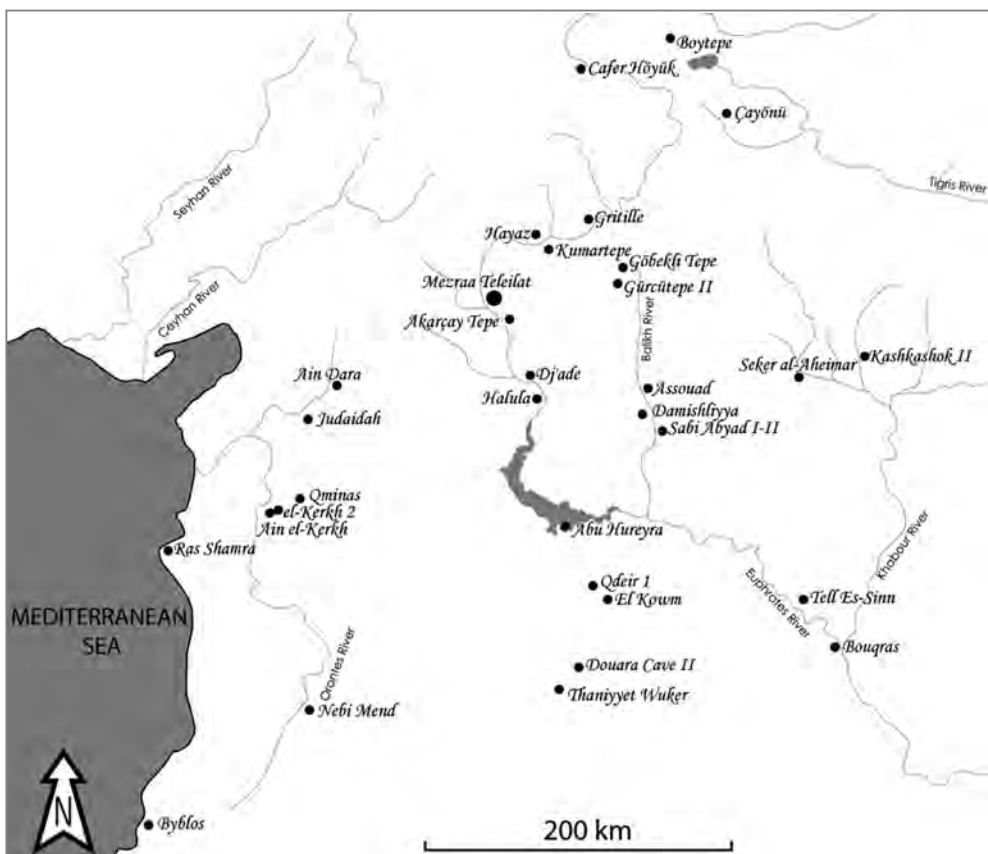 Boytepe
Cafer Höyük
Çayönü
Seyhan River
Tigris River
Gritille
Hayaz
Kumartepe
Göbekli Tepe
Mezraa Teleilat
Gürcütepe II
Ceyhan River
Akarçay Tepe
Balikh River
Kashkashok II
Seker al-Aheimar
Ain Dara
Dj'ade
Assouad
Halula
Judaidah
Damishliyya
Sabi Abyad I-II
Qminas
el-Kerkh 2
Ain el-Kerkh
Abu Hureyra
Ras Shamra
Khabour River
Qdeir 1
El Kowm
Euphrates River
Tell Es-Sinn
MEDITERRANEAN
SEA
Bouqras
Orontes River
Douara Cave II
Thaniyyet Wuker
Nebi Mend
N
Byblos
200 km